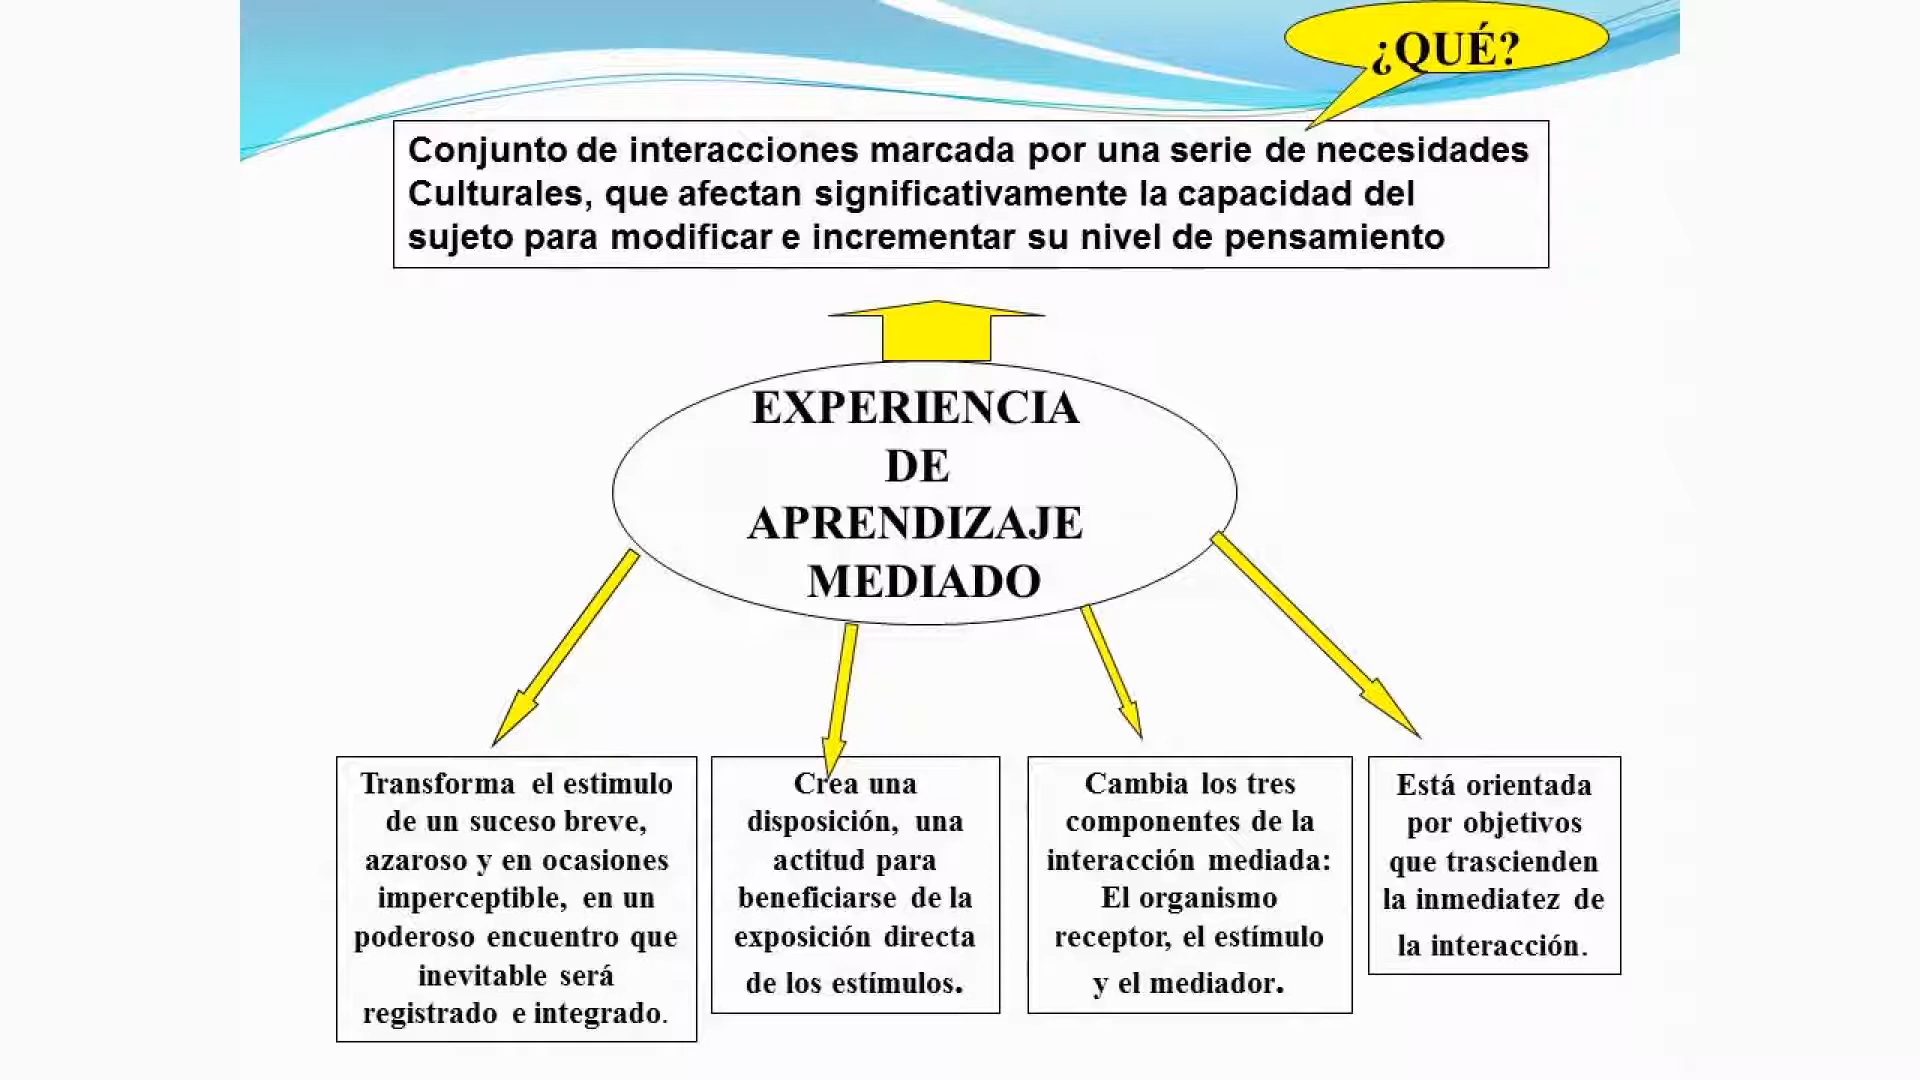 ¿QUÉ?
Conjunto de interacciones marcada por una serie de necesidades
Culturales, que afectan significativamente la capacidad del
sujeto para modificar e incrementar su nivel de pensamiento
EXPERIENCIA
DE
APRENDIZAJE
MEDIADO
Transforma el estimulo
de un suceso breve,
azaroso y en ocasiones
imperceptible, en un
poderoso encuentro que
inevitable será
registrado e integrado.
Crea una
disposición, una
actitud para
beneficiarse de la
exposición directa
de los estímulos.
Cambia los tres
componentes de la
interacción mediada:
El organismo
receptor, el estímulo
y el mediador.
Está orientada
por objetivos
que trascienden
la inmediatez de
la interacción.